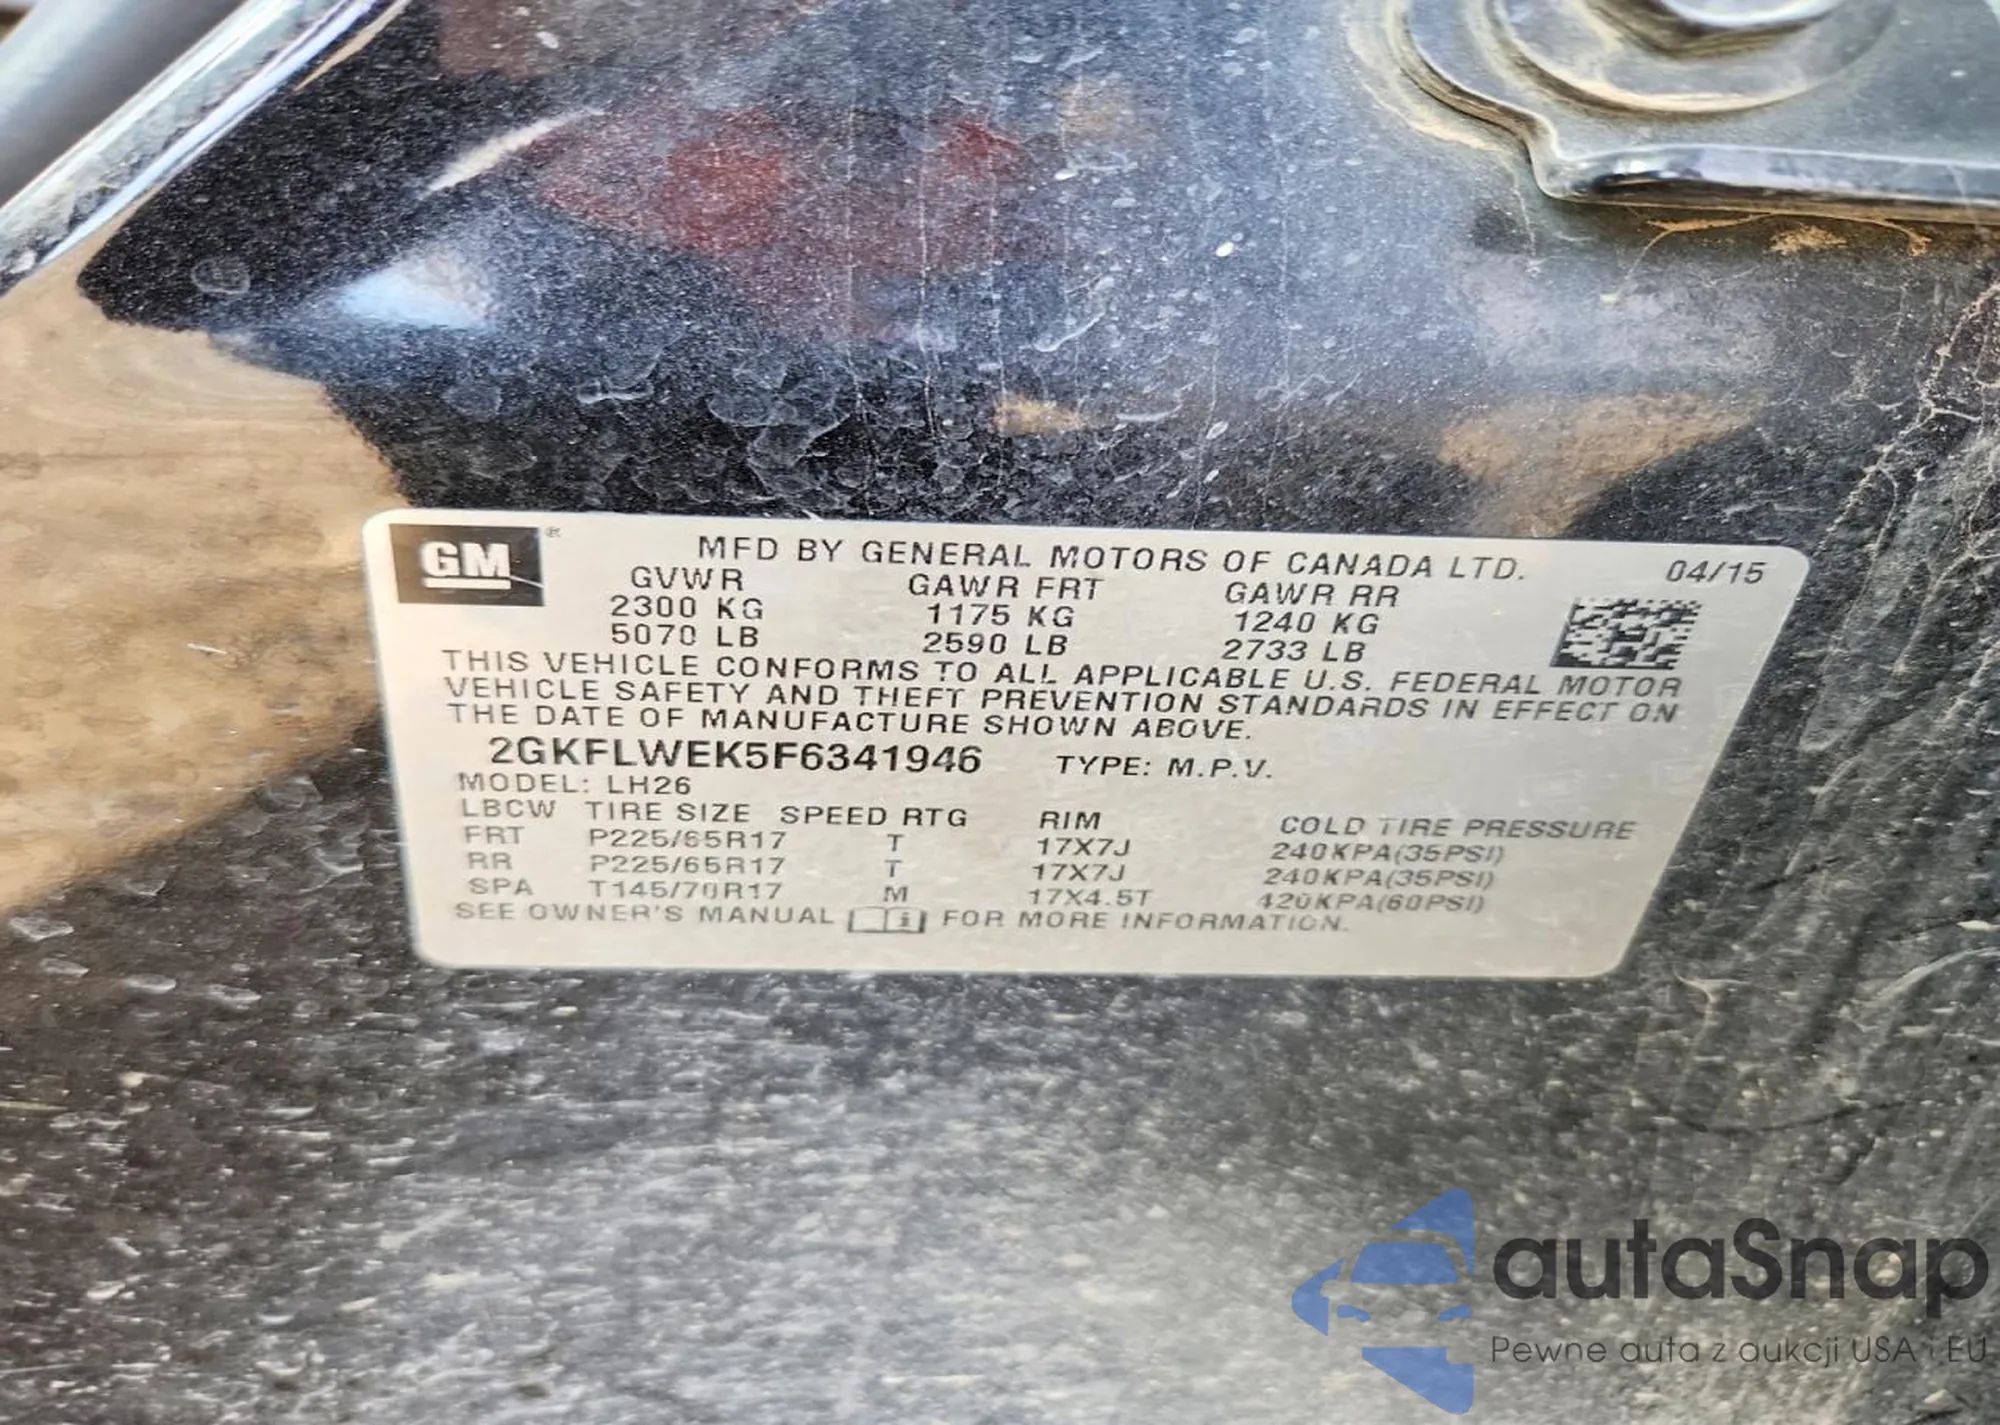 GM®
MFD BY GENERAL MOTORS OF CANADA LTD. 04/15
GVWR GAWR FRT GAWR RR
2300 KG 1175 KG 1240 KG
5070 LB 2590 LB 2733 LB
THIS VEHICLE CONFORMS TO ALL APPLICABLE U.S. FEDERAL MOTOR
VEHICLE SAFETY AND THEFT PREVENTION STANDARDS IN EFFECT ON
THE DATE OF MANUFACTURE SHOWN ABOVE.
2GKFLWEK5F6341946 TYPE: M.P.V.
MODEL: LH26
LBCW TIRE SIZE SPEED RTG RIM COLD TIRE PRESSURE
FRT P225/65R17 T 17X7J 240KPA(35PSI)
RR P225/65R17 T 17X7J 240KPA(35PSI)
SPA T145/70R17 M 17X4.5T 420KPA(60PSI)
SEE OWNER'S MANUAL i FOR MORE INFORMATION.
autaSnap
Pewne auta z aukcji USA i EU